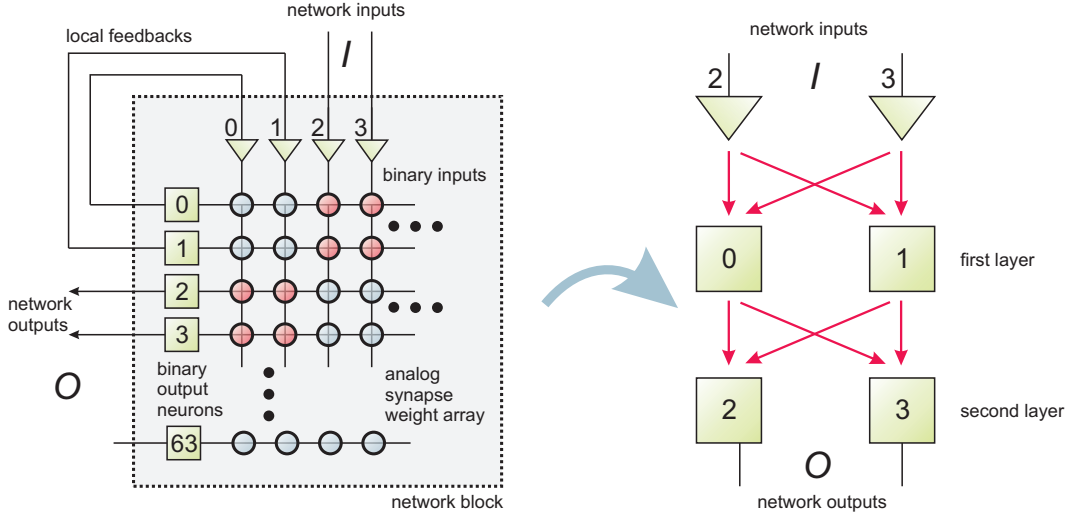 network inputs
local feedbacks
I
0 1 2 3
binary inputs
0
1
2
3
network
outputs
O
binary
output
neurons
analog
synapse
weight array
63
network block
network inputs
I
2 3
0 1
first layer
2 3
second layer
O
network outputs